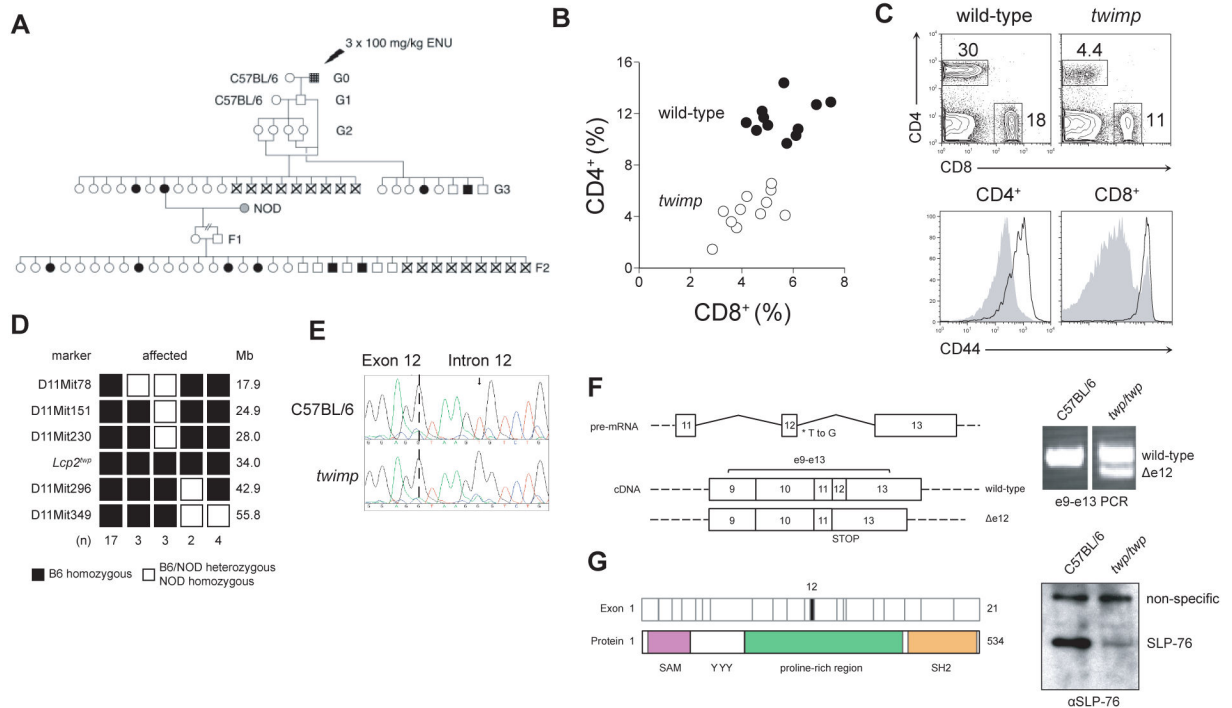 A
3 x 100 mg/kg ENU
C57BL/6
G0
C57BL/6
G1
G2
G3
NOD
F1
F2
B
CD4+ (%)
16
12
8
4
0
wild-type
twimp
0
2
4
6
8
CD8+ (%)
C
wild-type
twimp
30
4.4
18
11
CD4
CD8
CD4+
CD8+
100
80
60
40
20
0
CD44
D
marker
affected
Mb
D11Mit78
17.9
D11Mit151
24.9
D11Mit230
28.0
Lcp2twp
34.0
D11Mit296
42.9
D11Mit349
55.8
(n)
17
3
3
2
4
B6 homozygous
B6/NOD heterozygous
NOD homozygous
E
Exon 12
Intron 12
C57BL/6
twimp
F
pre-mRNA
11
12
13
* T to G
e9-e13
cDNA
9
10
11
12
13
wild-type
9
10
11
13
Δe12
STOP
C57BL/6
twp/twp
wild-type
Δe12
e9-e13 PCR
G
12
Exon 1
21
Protein 1
534
SAM
Y YY
proline-rich region
SH2
C57BL/6
twp/twp
non-specific
SLP-76
αSLP-76